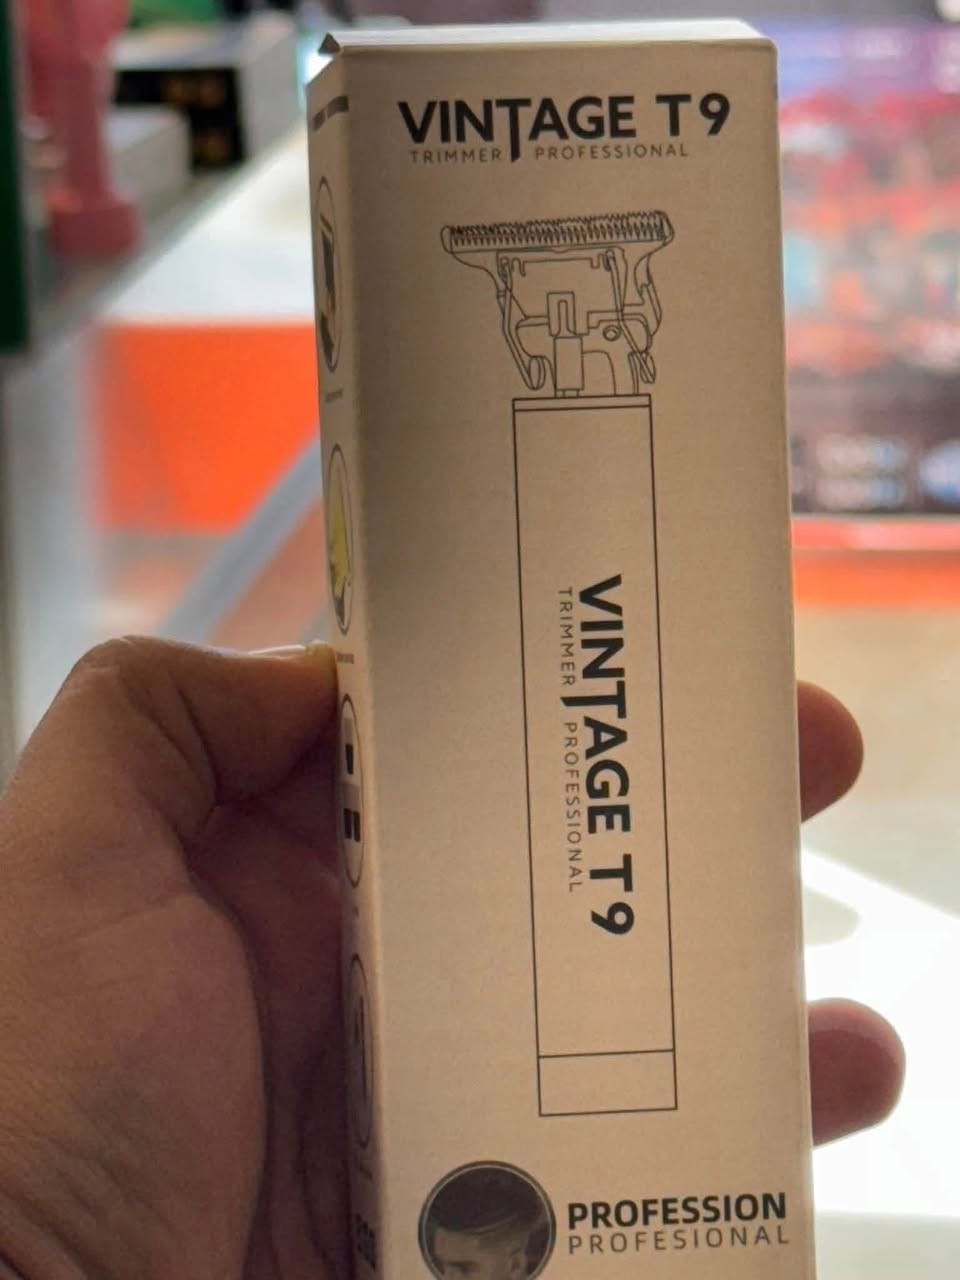 VINTAGE T9
TRIMMER PROFESSIONAL
VINTAGE T9
TRIMMER PROFESSIONAL
PROFESSION
PROFESIONAL